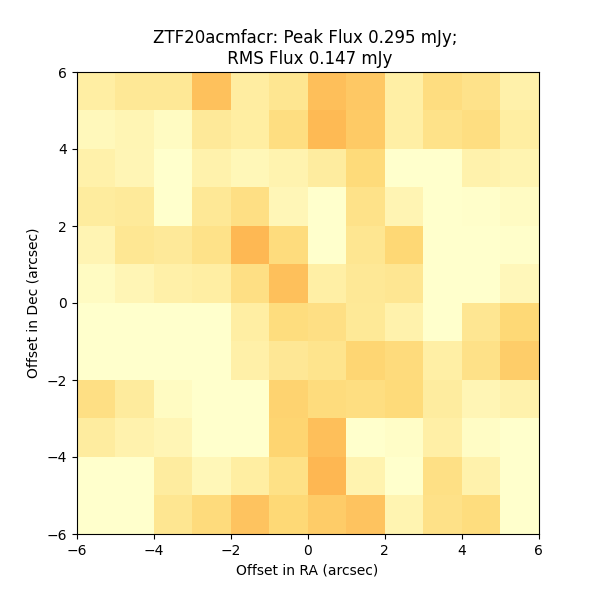 ZTF20acmfacr: Peak Flux 0.295 mJy;
RMS Flux 0.147 mJy
6
4
2
0
−2
−4
−6
Offset in Dec (arcsec)
−6 −4 −2 0 2 4 6
Offset in RA (arcsec)